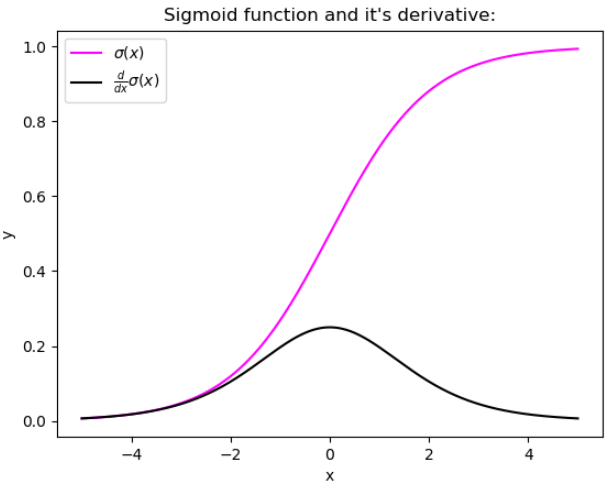 Sigmoid function and it's derivative:
σ(x)
d/dx σ(x)
1.0
0.8
0.6
0.4
0.2
0.0
y
−4 −2 0 2 4
x